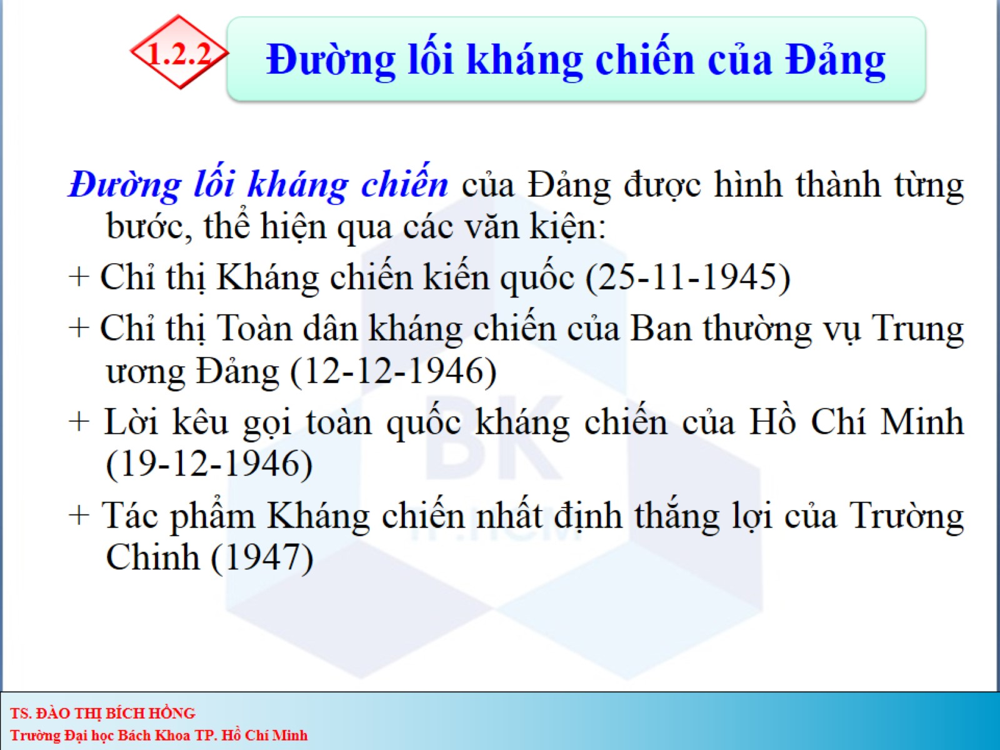 1.2.2
Đường lối kháng chiến của Đảng
Đường lối kháng chiến của Đảng được hình thành từng
bước, thể hiện qua các văn kiện:
+ Chỉ thị Kháng chiến kiến quốc (25-11-1945)
+ Chỉ thị Toàn dân kháng chiến của Ban thường vụ Trung
ương Đảng (12-12-1946)
+ Lời kêu gọi toàn quốc kháng chiến của Hồ Chí Minh
(19-12-1946)
+ Tác phẩm Kháng chiến nhất định thắng lợi của Trường
Chinh (1947)
BK
TP.HCM
TS. ĐÀO THỊ BÍCH HỒNG
Trường Đại học Bách Khoa TP. Hồ Chí Minh